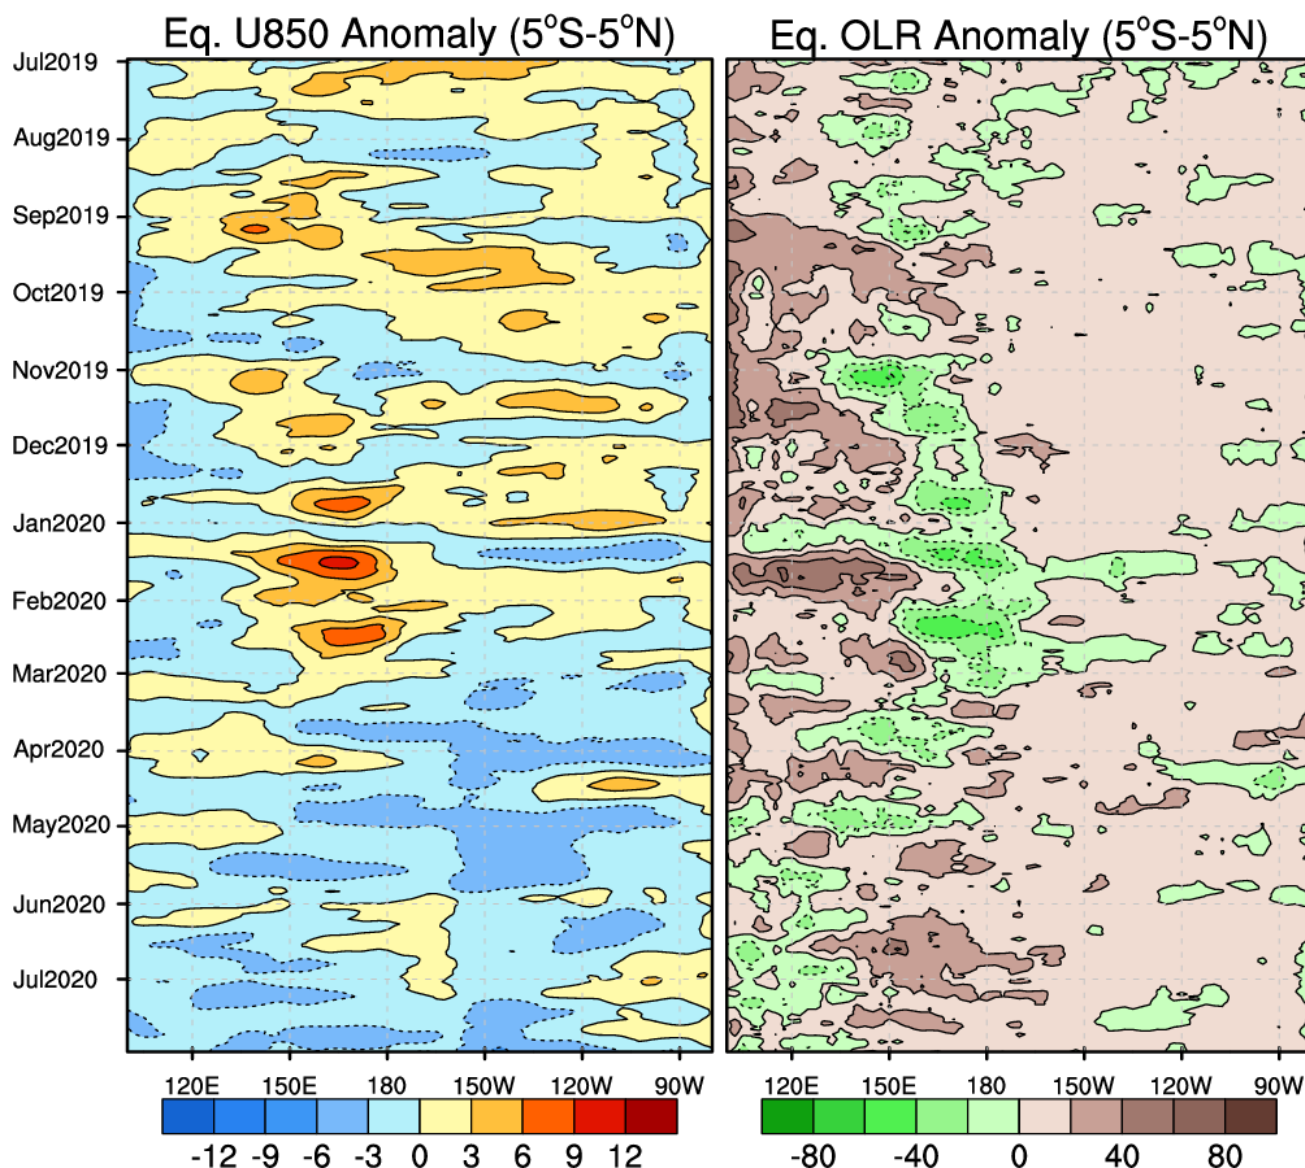 Eq. U850 Anomaly (5°S-5°N)
Eq. OLR Anomaly (5°S-5°N)
Jul2019
Aug2019
Sep2019
Oct2019
Nov2019
Dec2019
Jan2020
Feb2020
Mar2020
Apr2020
May2020
Jun2020
Jul2020
120E 150E 180 150W 120W 90W
120E 150E 180 150W 120W 90W
-12 -9 -6 -3 0 3 6 9 12
-80 -40 0 40 80